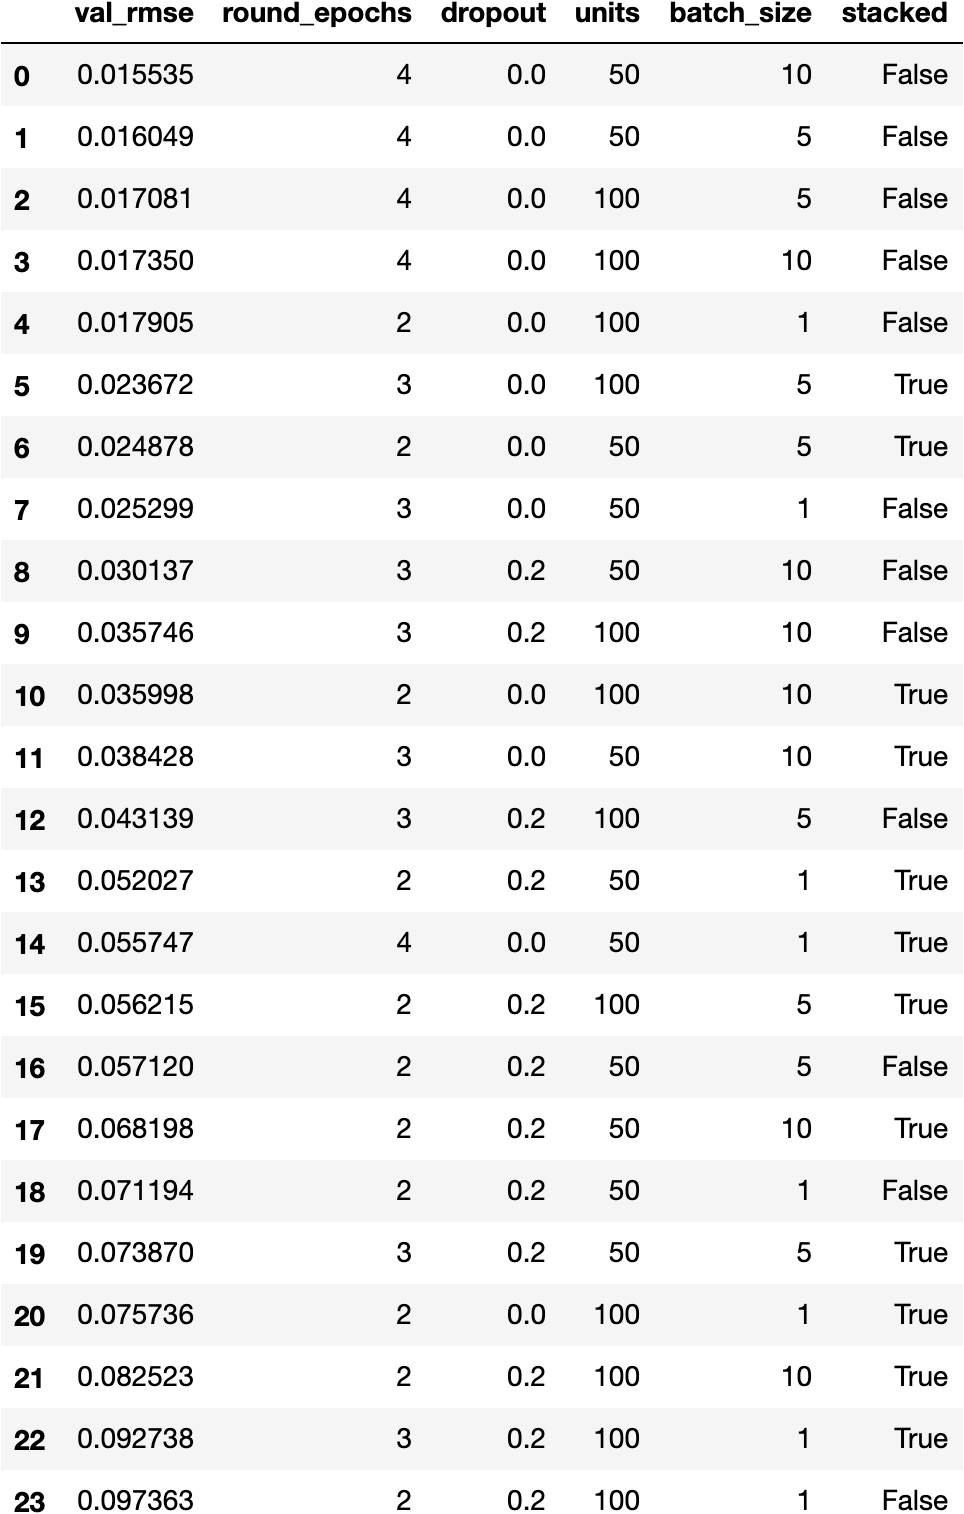 val_rmse round_epochs dropout units batch_size stacked
0 0.015535 4 0.0 50 10 False
1 0.016049 4 0.0 50 5 False
2 0.017081 4 0.0 100 5 False
3 0.017350 4 0.0 100 10 False
4 0.017905 2 0.0 100 1 False
5 0.023672 3 0.0 100 5 True
6 0.024878 2 0.0 50 5 True
7 0.025299 3 0.0 50 1 False
8 0.030137 3 0.2 50 10 False
9 0.035746 3 0.2 100 10 False
10 0.035998 2 0.0 100 10 True
11 0.038428 3 0.0 50 10 True
12 0.043139 3 0.2 100 5 False
13 0.052027 2 0.2 50 1 True
14 0.055747 4 0.0 50 1 True
15 0.056215 2 0.2 100 5 True
16 0.057120 2 0.2 50 5 False
17 0.068198 2 0.2 50 10 True
18 0.071194 2 0.2 50 1 False
19 0.073870 3 0.2 50 5 True
20 0.075736 2 0.0 100 1 True
21 0.082523 2 0.2 100 10 True
22 0.092738 3 0.2 100 1 True
23 0.097363 2 0.2 100 1 False